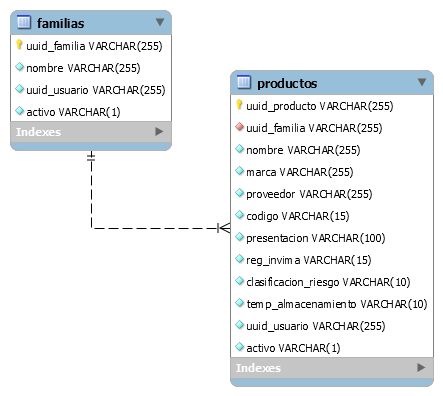 familias
uuid_familia VARCHAR(255)
nombre VARCHAR(255)
uuid_usuario VARCHAR(255)
activo VARCHAR(1)
Indexes
productos
uuid_producto VARCHAR(255)
uuid_familia VARCHAR(255)
nombre VARCHAR(255)
marca VARCHAR(255)
proveedor VARCHAR(255)
codigo VARCHAR(15)
presentacion VARCHAR(100)
reg_invima VARCHAR(15)
clasificacion_riesgo VARCHAR(10)
temp_almacenamiento VARCHAR(10)
uuid_usuario VARCHAR(255)
activo VARCHAR(1)
Indexes